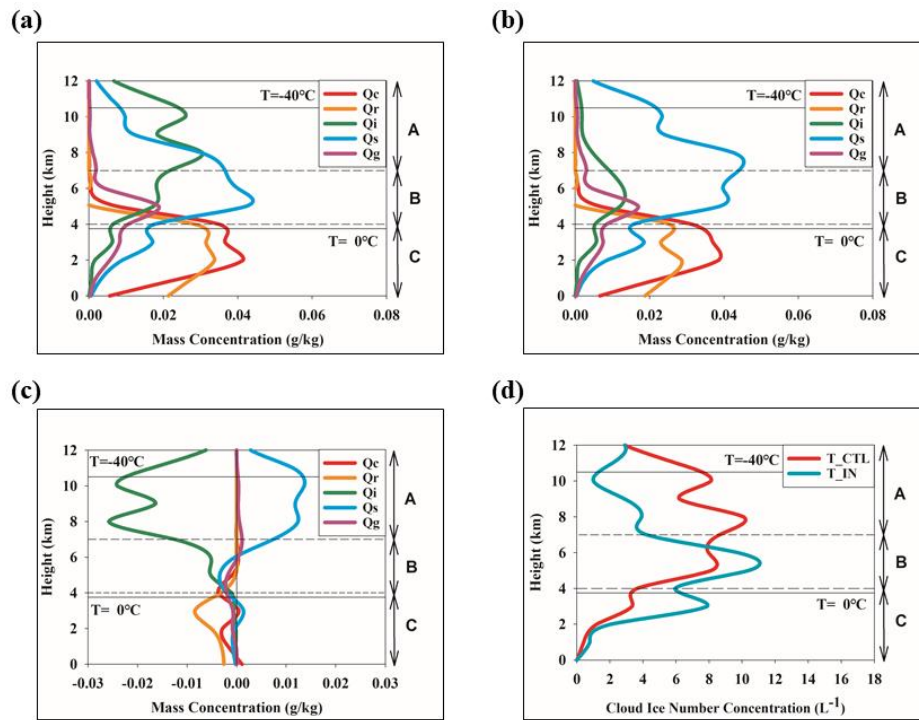 (a)
12
10
8
6
4
2
0
Height (km)
T=-40°C
Qc
Qr
Qi
Qs
Qg
T= 0°C
A
B
C
0.00 0.02 0.04 0.06 0.08
Mass Concentration (g/kg)
(b)
12
10
8
6
4
2
0
Height (km)
T=-40°C
Qc
Qr
Qi
Qs
Qg
T= 0°C
A
B
C
0.00 0.02 0.04 0.06 0.08
Mass Concentration (g/kg)
(c)
12
10
8
6
4
2
0
Height (km)
T=-40°C
Qc
Qr
Qi
Qs
Qg
T= 0°C
A
B
C
-0.03 -0.02 -0.01 0.00 0.01 0.02 0.03
Mass Concentration (g/kg)
(d)
12
10
8
6
4
2
0
Height (km)
T=-40°C
T_CTL
T_IN
T= 0°C
A
B
C
0 2 4 6 8 10 12 14 16 18
Cloud Ice Number Concentration (L⁻¹)